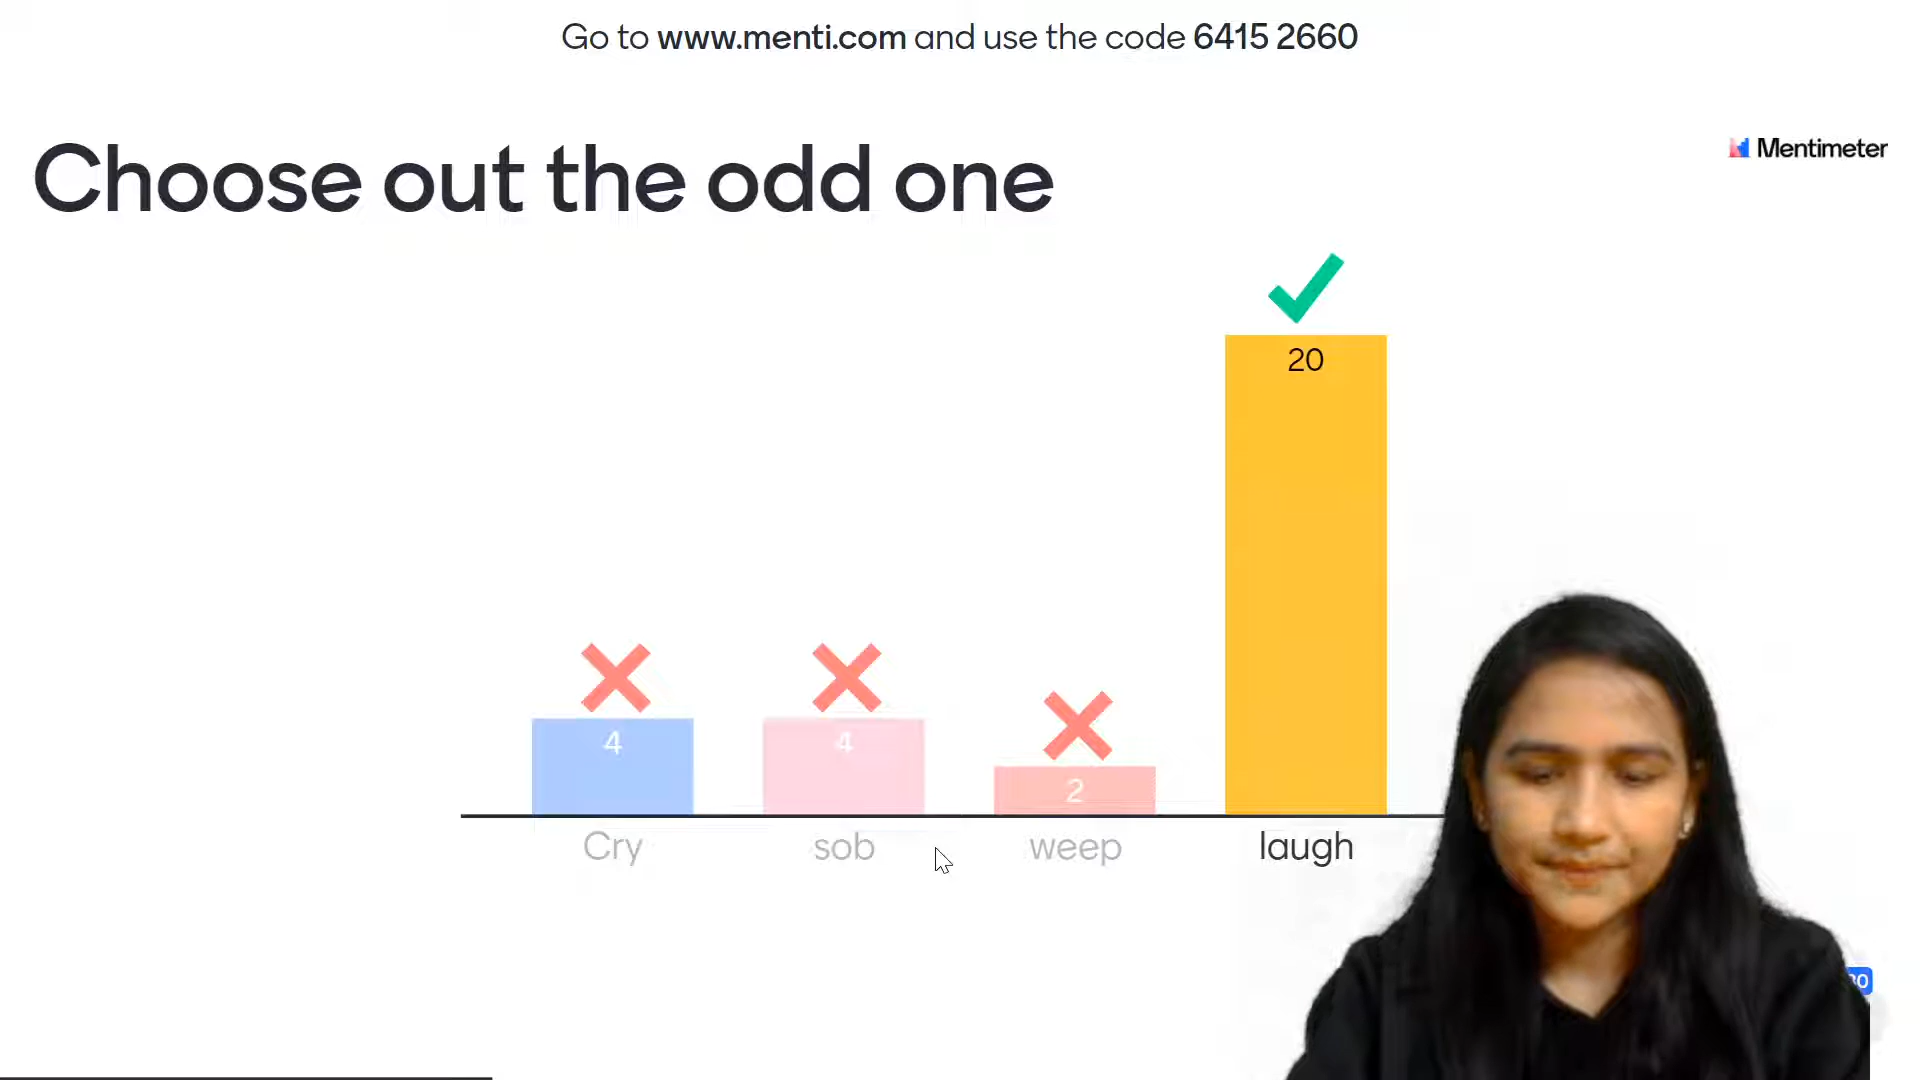 Go to www.menti.com and use the code 6415 2660
Mentimeter
Choose out the odd one
20
4
4
2
Cry
sob
weep
laugh